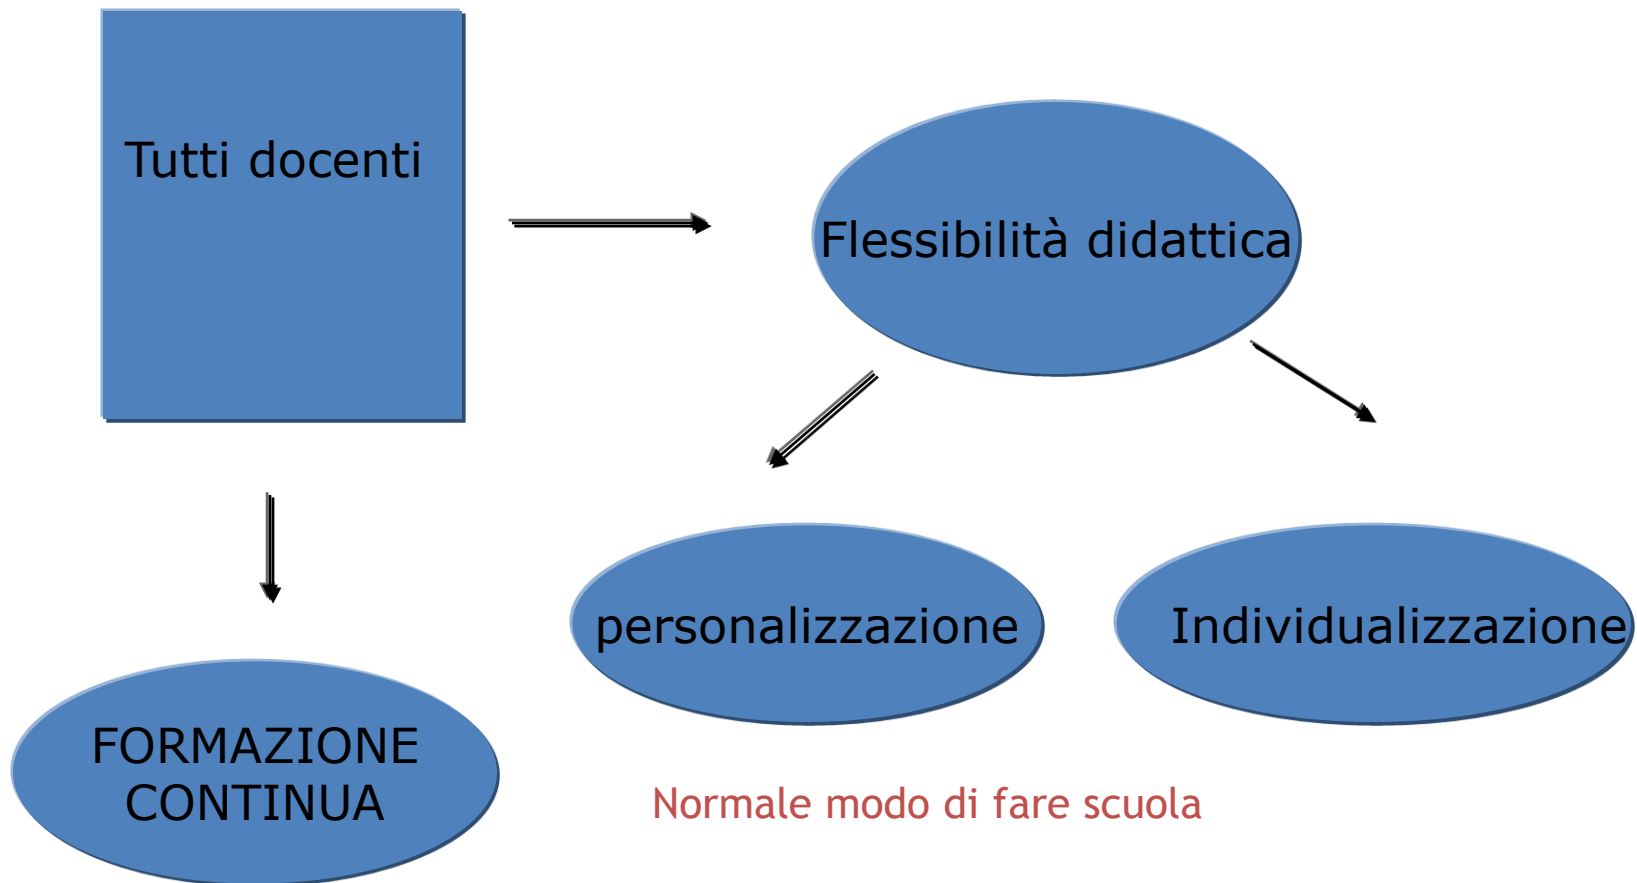 Tutti docenti
Flessibilità didattica
personalizzazione
Individualizzazione
FORMAZIONE
CONTINUA
Normale modo di fare scuola